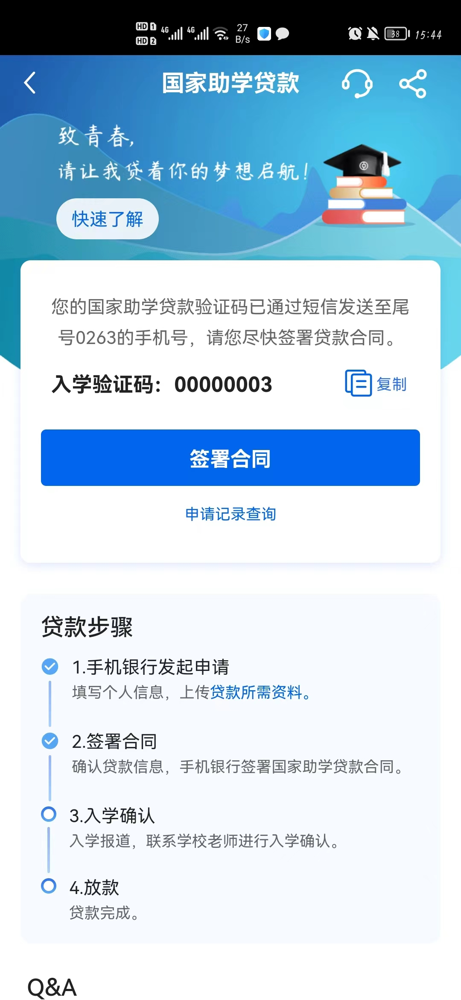 HD 1 4G 4G 27 38 15:44
HD 2 B/s
国家助学贷款
致青春,
请让我贷着你的梦想启航!
快速了解
您的国家助学贷款验证码已通过短信发送至尾
号0263的手机号，请您尽快签署贷款合同。
入学验证码：00000003 复制
签署合同
申请记录查询
贷款步骤
1.手机银行发起申请
填写个人信息，上传贷款所需资料。
2.签署合同
确认贷款信息，手机银行签署国家助学贷款合同。
3.入学确认
入学报道，联系学校老师进行入学确认。
4.放款
贷款完成。
Q&A